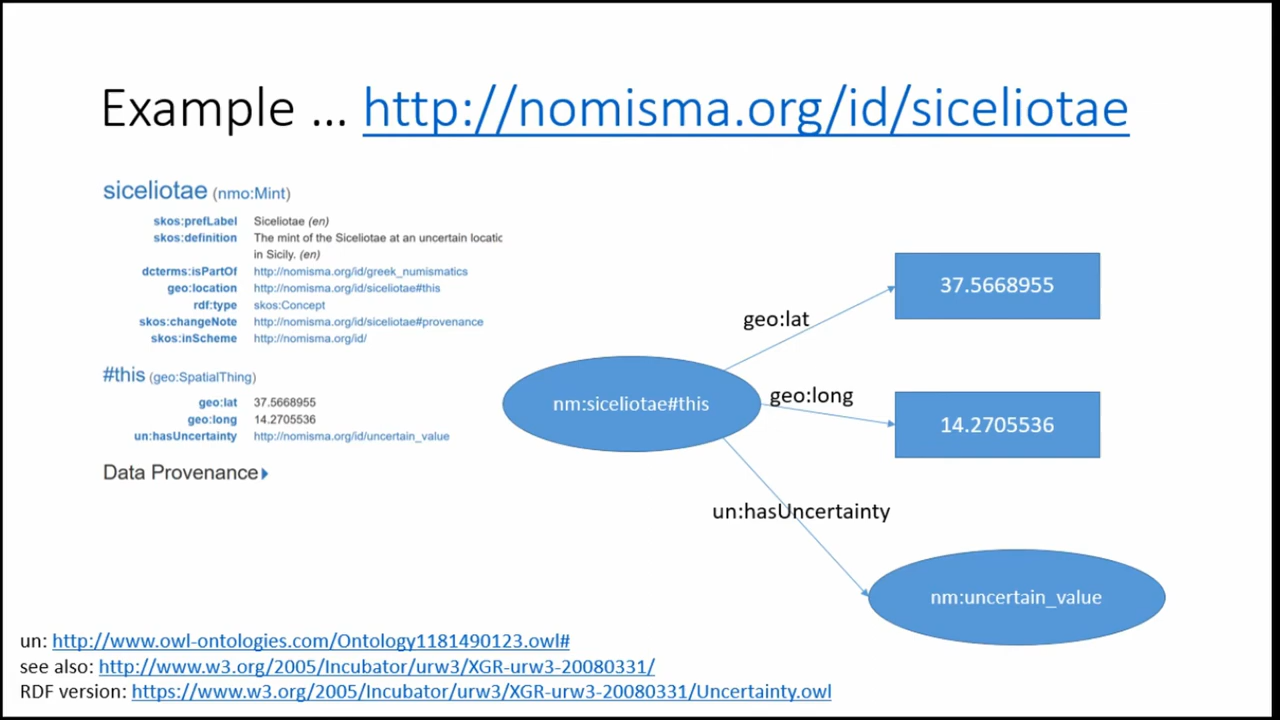 Example … http://nomisma.org/id/siceliotae
siceliotae (nmo:Mint)
skos:prefLabel Siceliotae (en)
skos:definition The mint of the Siceliotae at an uncertain locatic
in Sicily. (en)
dcterms:isPartOf http://nomisma.org/id/greek_numismatics
geo:location http://nomisma.org/id/siceliotae#this
rdf:type skos:Concept
skos:changeNote http://nomisma.org/id/siceliotae#provenance
skos:inScheme http://nomisma.org/id/
#this (geo:SpatialThing)
geo:lat 37.5668955
geo:long 14.2705536
un:hasUncertainty http://nomisma.org/id/uncertain_value
Data Provenance
nm:siceliotae#this
geo:lat
37.5668955
geo:long
14.2705536
un:hasUncertainty
nm:uncertain_value
un: http://www.owl-ontologies.com/Ontology1181490123.owl#
see also: http://www.w3.org/2005/Incubator/urw3/XGR-urw3-20080331/
RDF version: https://www.w3.org/2005/Incubator/urw3/XGR-urw3-20080331/Uncertainty.owl